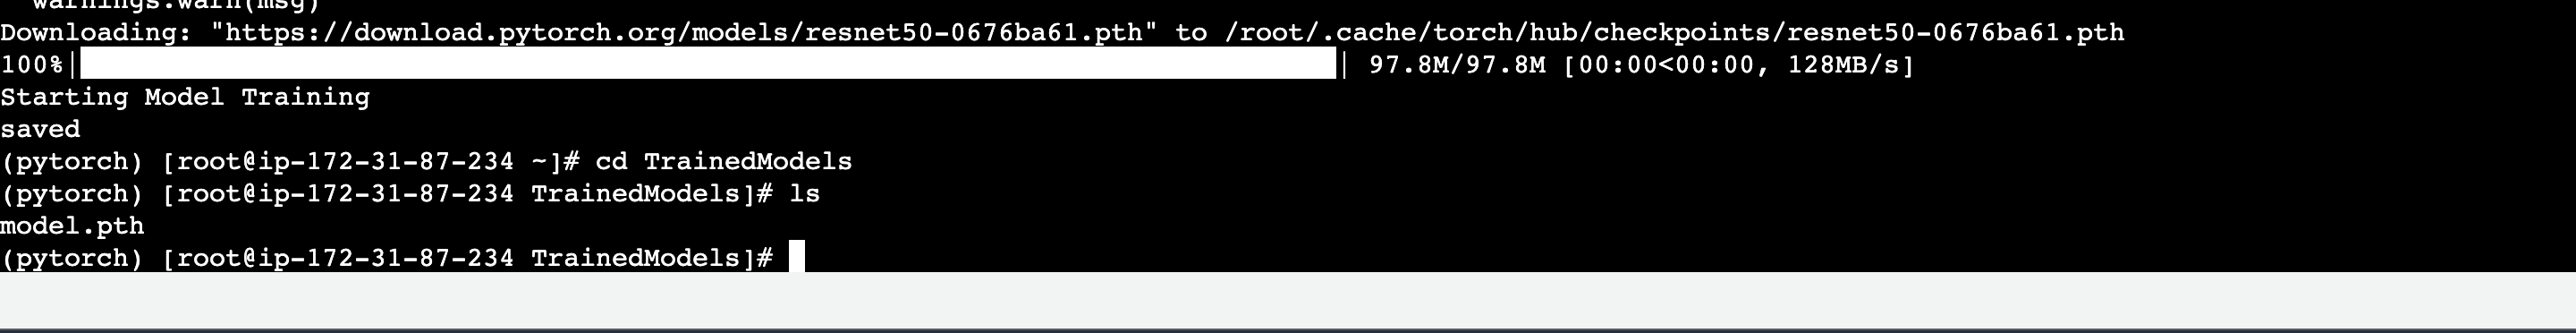 warnings.warn(msg)
Downloading: "https://download.pytorch.org/models/resnet50-0676ba61.pth" to /root/.cache/torch/hub/checkpoints/resnet50-0676ba61.pth
100%| | 97.8M/97.8M [00:00<00:00, 128MB/s]
Starting Model Training
saved
(pytorch) [root@ip-172-31-87-234 ~]# cd TrainedModels
(pytorch) [root@ip-172-31-87-234 TrainedModels]# ls
model.pth
(pytorch) [root@ip-172-31-87-234 TrainedModels]#